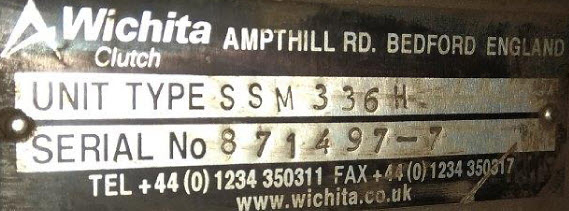 Wichita
Clutch
AMPTHILL RD. BEDFORD ENGLAND
UNIT TYPE SSM 336H
SERIAL No 871497-7
TEL +44 (0) 1234 350311 FAX +44 (0) 1234 350317
www.wichita.co.uk